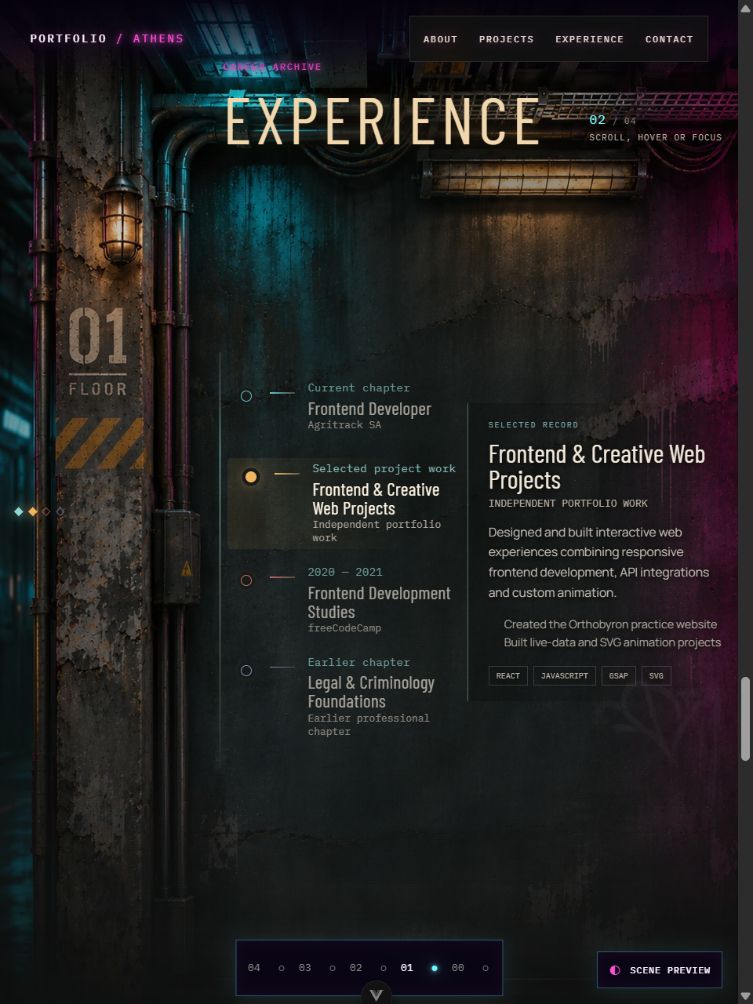 PORTFOLIO / ATHENS
ABOUT PROJECTS EXPERIENCE CONTACT
CAREER ARCHIVE
EXPERIENCE
02 / 04
SCROLL, HOVER OR FOCUS
01
FLOOR
Current chapter
Frontend Developer
Agritrack SA
Selected project work
Frontend & Creative
Web Projects
Independent portfolio
work
2020 — 2021
Frontend Development
Studies
freeCodeCamp
Earlier chapter
Legal & Criminology
Foundations
Earlier professional
chapter
SELECTED RECORD
Frontend & Creative Web
Projects
INDEPENDENT PORTFOLIO WORK
Designed and built interactive web
experiences combining responsive
frontend development, API integrations
and custom animation.
Created the Orthobyron practice website
Built live-data and SVG animation projects
REACT JAVASCRIPT GSAP SVG
04 03 02 01 00
SCENE PREVIEW